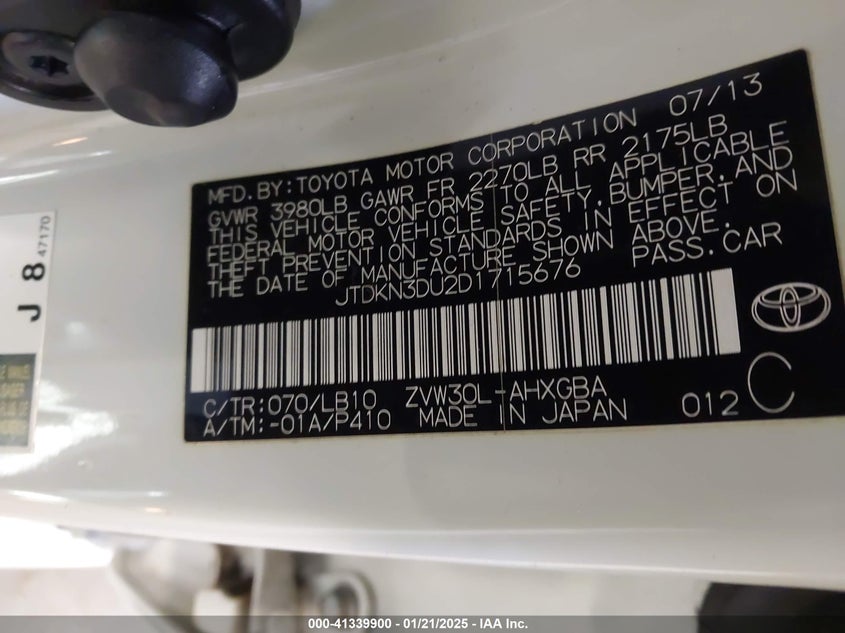 MFD.BY:TOYOTA MOTOR CORPORATION 07/13
GVWR 3980LB GAWR FR 2270LB RR 2175LB
THIS VEHICLE CONFORMS TO ALL APPLICABLE
FEDERAL MOTOR VEHICLE SAFETY,BUMPER,AND
THEFT PREVENTION STANDARDS IN EFFECT ON
THE DATE OF MANUFACTURE SHOWN ABOVE.
JTDKN3DU2D1715676 PASS.CAR
C/TR:070/LB10 ZVW30L-AHXGBA
A/TM:-01A/P410 MADE IN JAPAN 012 C
J 8 47170
000-41339900 - 01/21/2025 - IAA Inc.